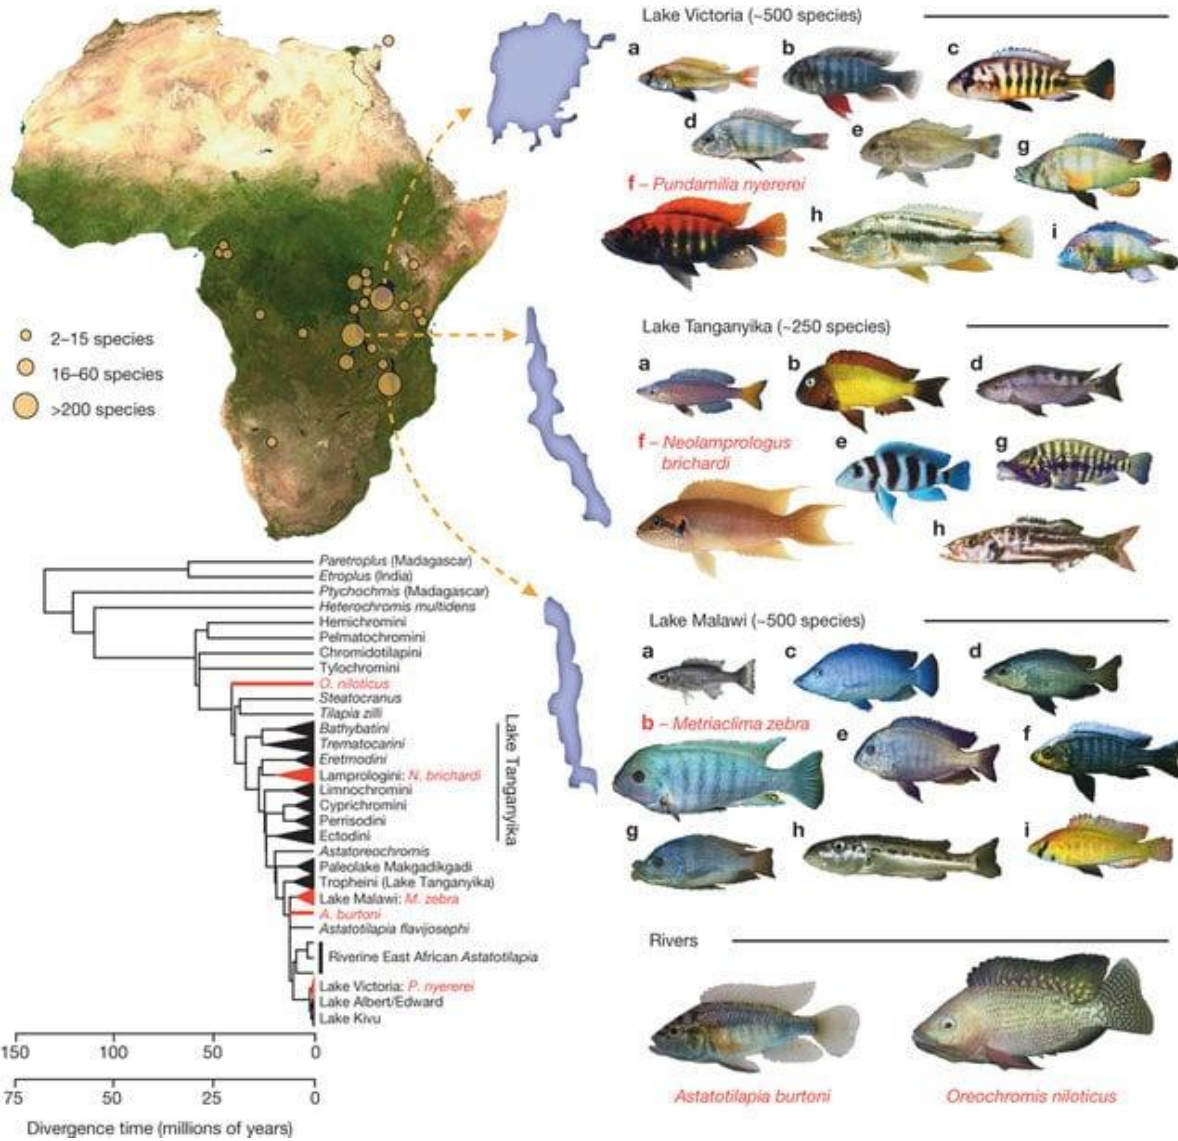 Lake Victoria (~500 species)
a
b
c
d
e
g
f – Pundamilia nyererei
h
i
2–15 species
16–60 species
>200 species
Lake Tanganyika (~250 species)
a
b
d
f – Neolamprologus
brichardi
e
g
h
Paretroplus (Madagascar)
Etroplus (India)
Ptychochmis (Madagascar)
Heterochromis multidens
Hemichromini
Pelmatochromini
Chromidotilapini
Tylochromini
O. niloticus
Steatocranus
Tilapia zilli
Bathybatini
Trematocarini
Eretmodini
Lamprologini: N. brichardi
Limnochromini
Cyprichromini
Perrisodini
Ectodini
Lake Tanganyika
Astatoreochromis
Paleolake Makgadikgadi
Tropheini (Lake Tanganyika)
Lake Malawi: M. zebra
A. burtoni
Astatotilapia flavijosephi
Riverine East African Astatotilapia
Lake Victoria: P. nyererei
Lake Albert/Edward
Lake Kivu
150 100 50 0
75 50 25 0
Divergence time (millions of years)
Lake Malawi (~500 species)
a
c
d
b – Metriaclima zebra
e
f
g
h
i
Rivers
Astatotilapia burtoni
Oreochromis niloticus